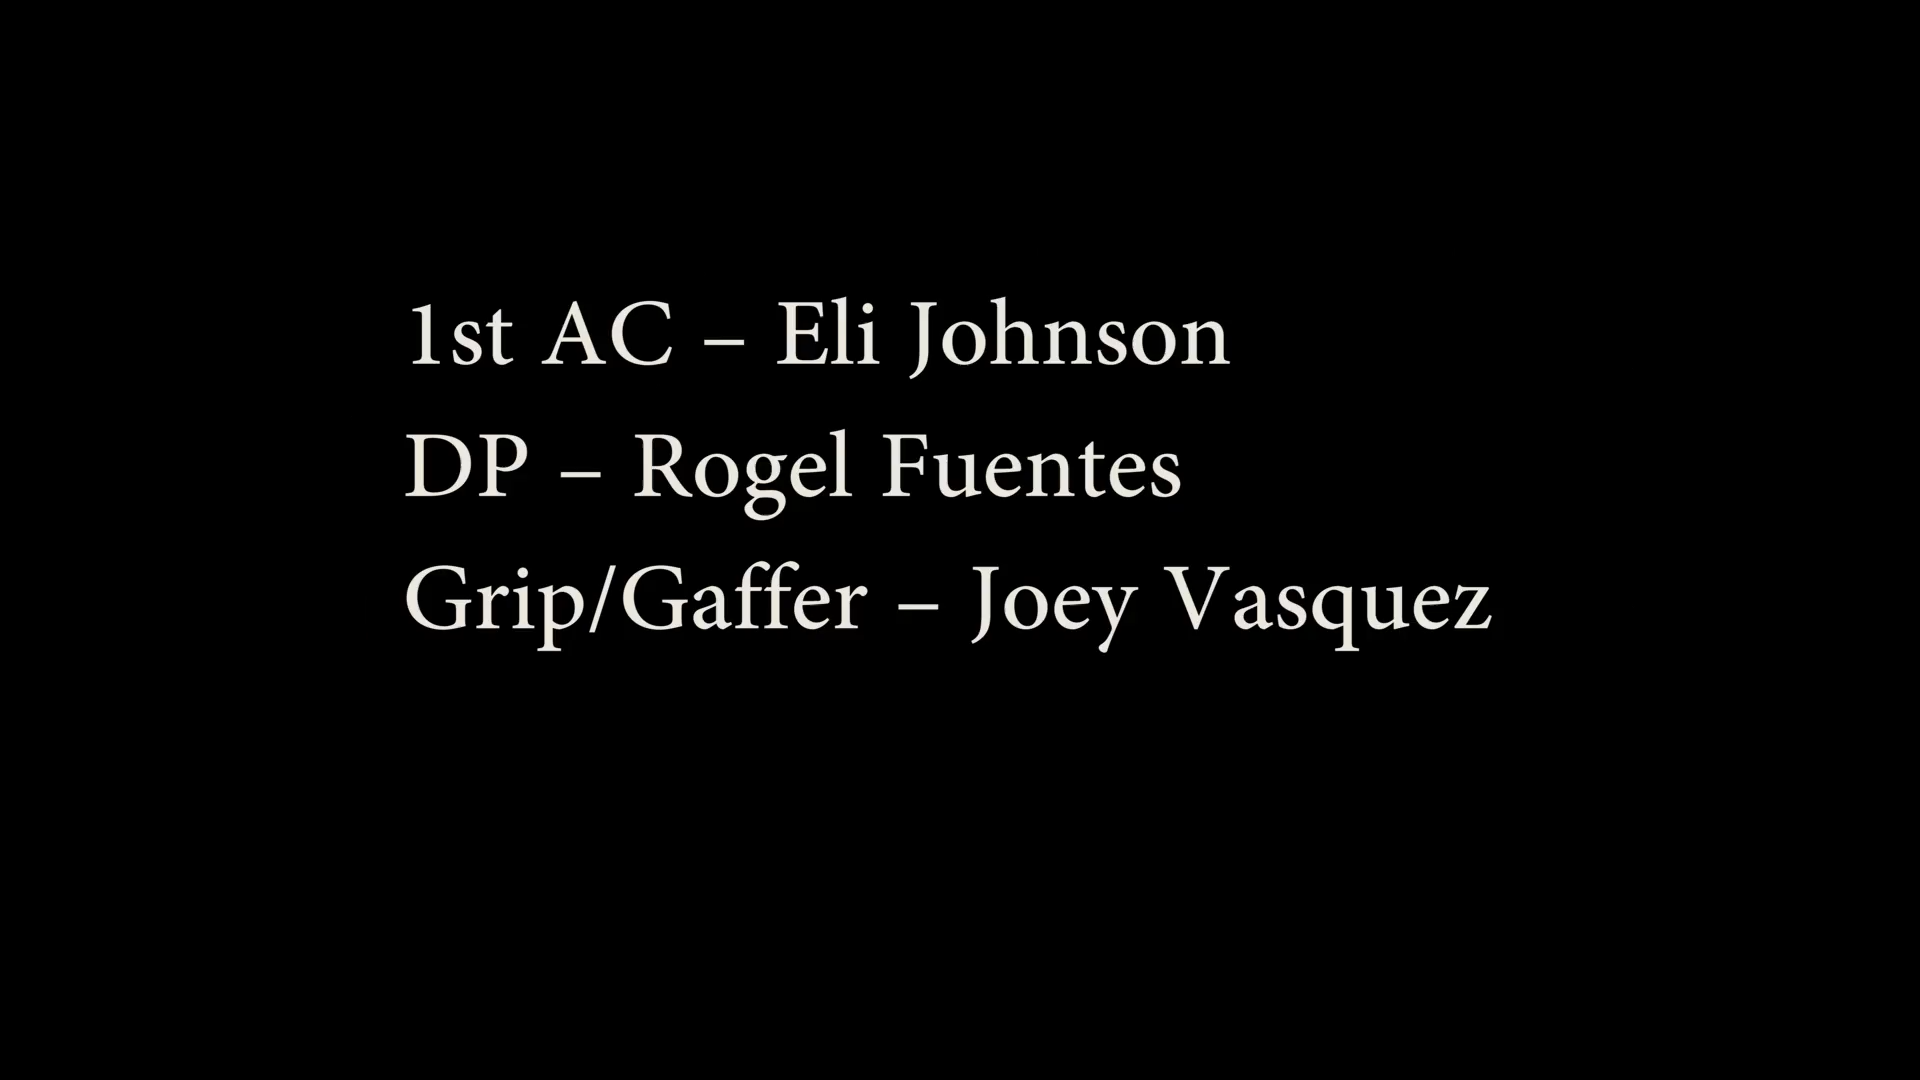 1st AC – Eli Johnson
DP – Rogel Fuentes
Grip/Gaffer – Joey Vasquez